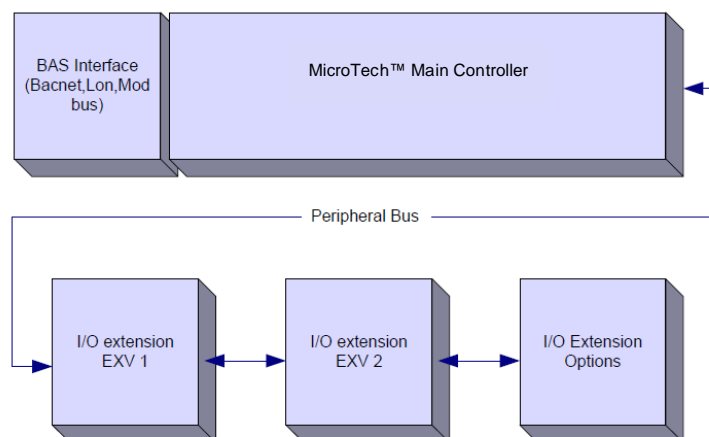 BAS Interface
(Bacnet,Lon,Mod
bus)
MicroTech™ Main Controller
Peripheral Bus
I/O extension
EXV 1
I/O extension
EXV 2
I/O Extension
Options